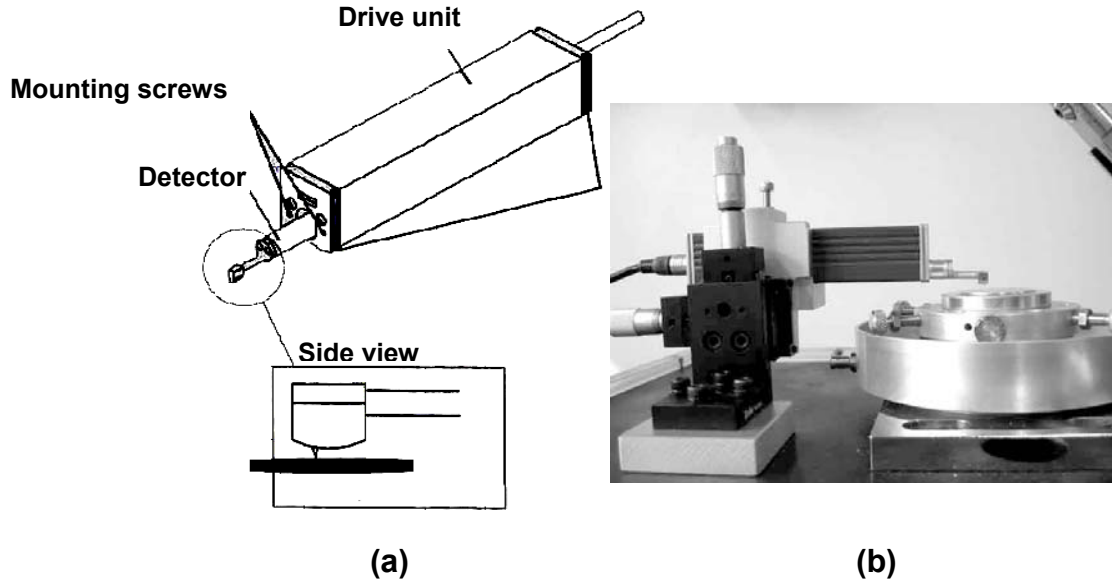 Drive unit
Mounting screws
Detector
Side view
(a)
(b)